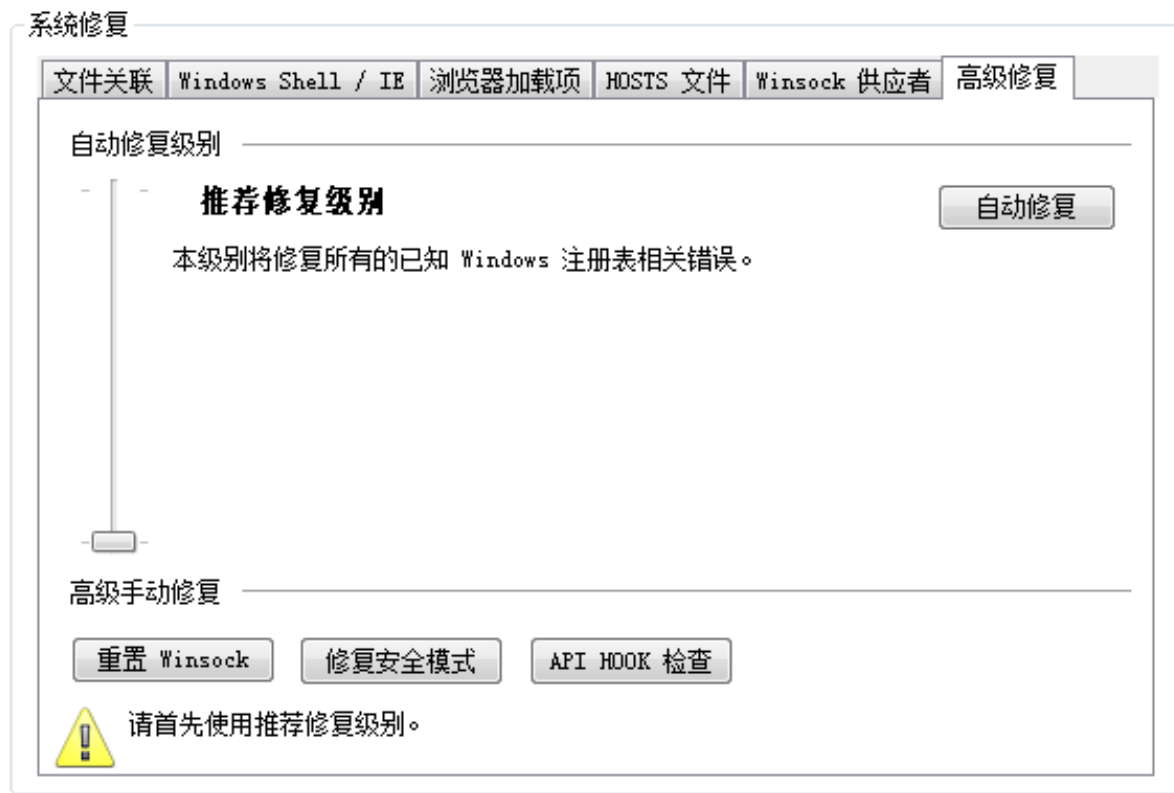 系统修复
文件关联 Windows Shell / IE 浏览器加载项 HOSTS 文件 Winsock 供应者 高级修复
自动修复级别
推荐修复级别 自动修复
本级别将修复所有的已知 Windows 注册表相关错误。
高级手动修复
重置 Winsock 修复安全模式 API HOOK 检查
请首先使用推荐修复级别。